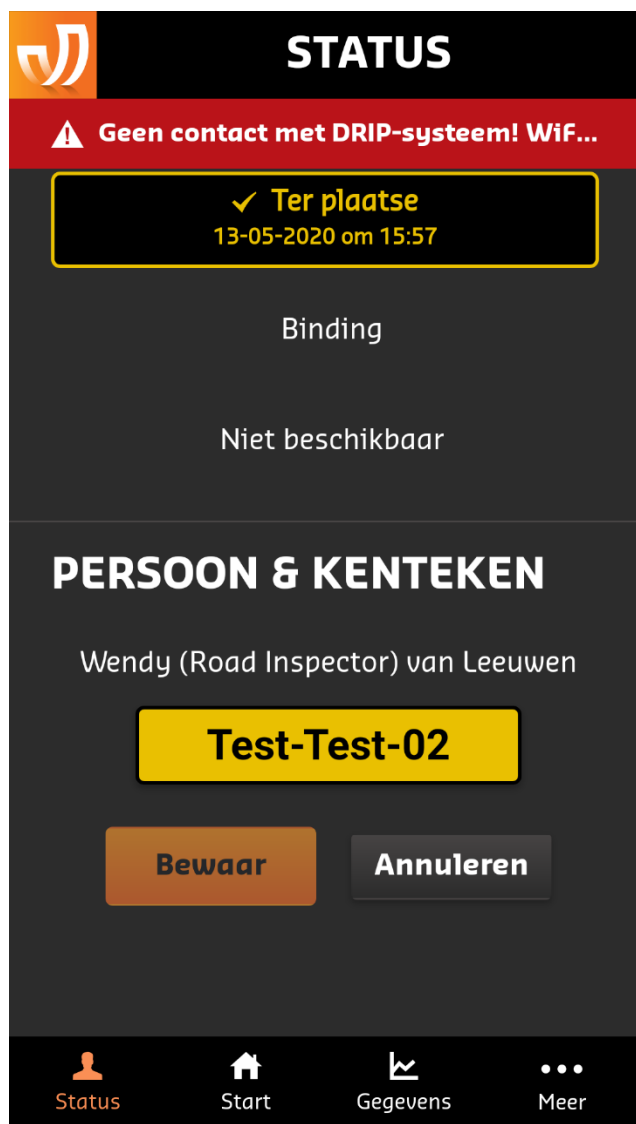 STATUS
Geen contact met DRIP-systeem! WiF...
Ter plaatse
13-05-2020 om 15:57
Binding
Niet beschikbaar
PERSOON & KENTEKEN
Wendy (Road Inspector) van Leeuwen
Test-Test-02
Bewaar Annuleren
Status Start Gegevens Meer